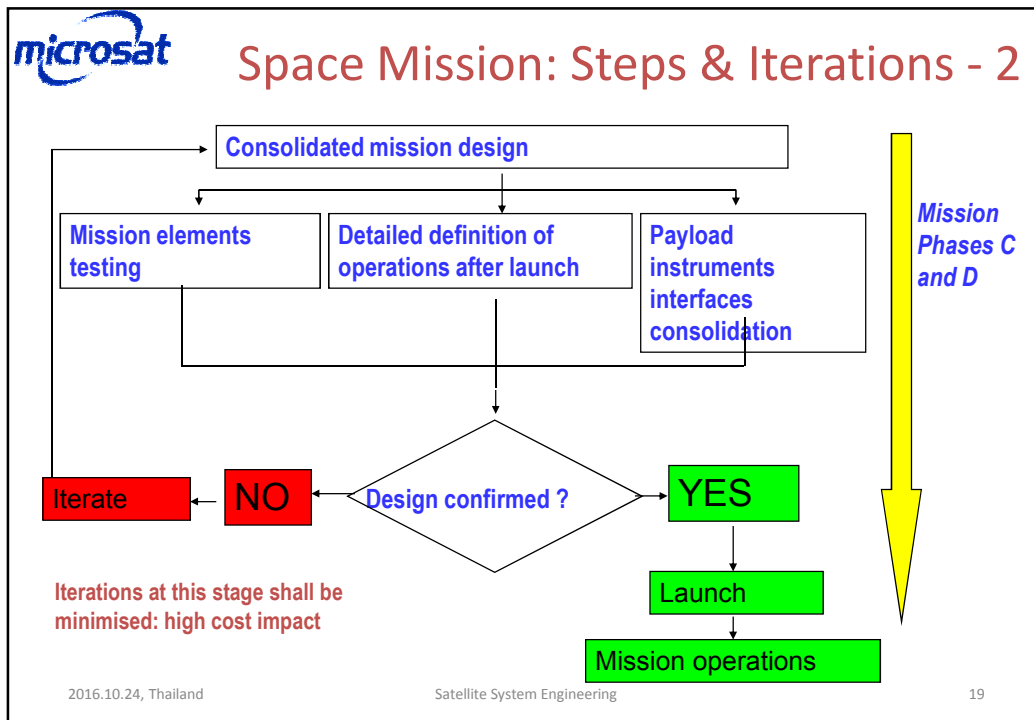 microsat
Space Mission: Steps & Iterations - 2
Consolidated mission design
Mission elements
testing
Detailed definition of
operations after launch
Payload
instruments
interfaces
consolidation
Mission
Phases C
and D
Iterate
NO
Design confirmed ?
YES
Iterations at this stage shall be
minimised: high cost impact
Launch
Mission operations
2016.10.24, Thailand
Satellite System Engineering
19